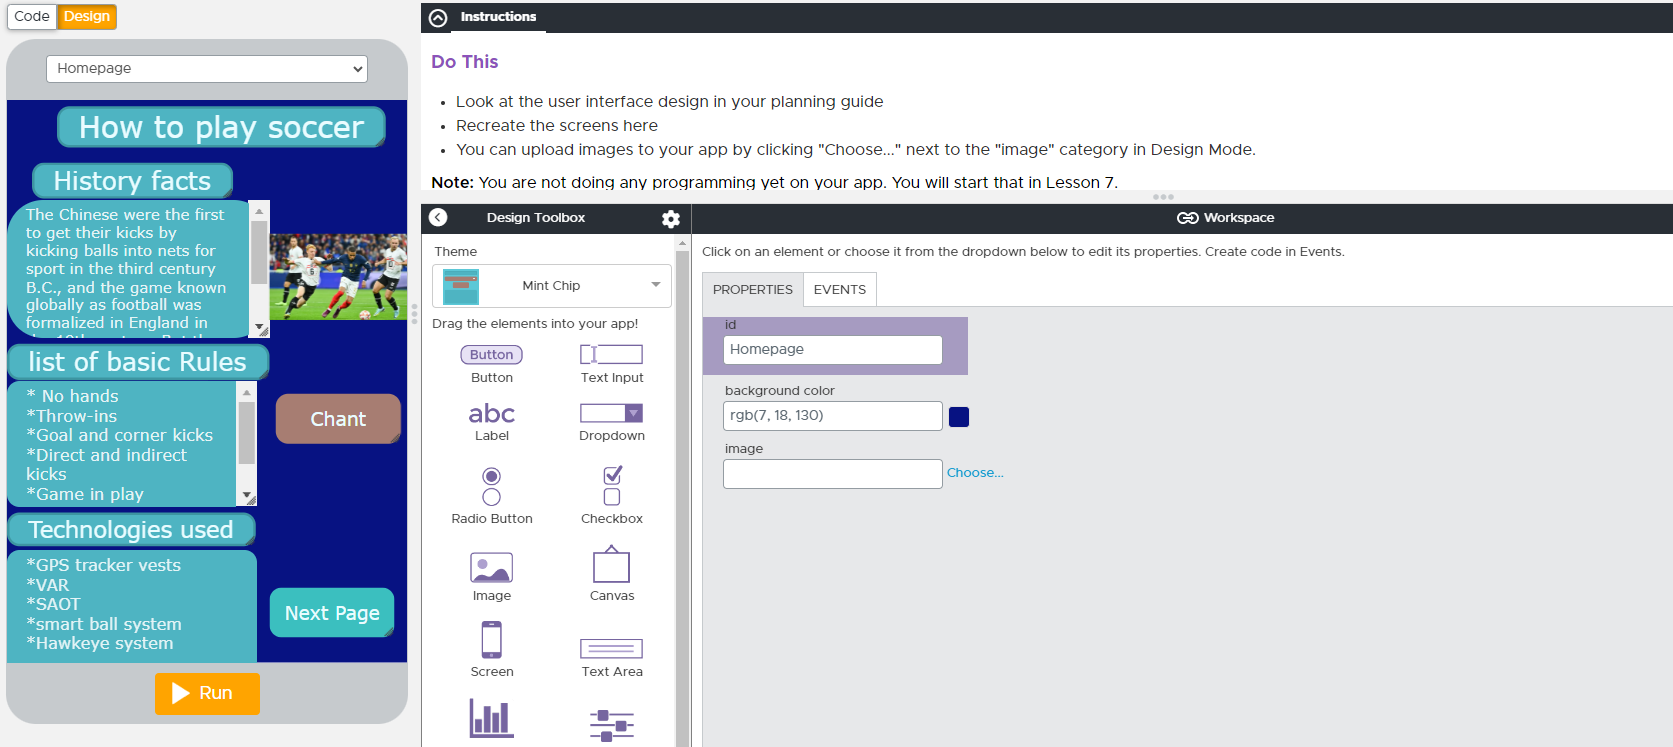 Code Design
Homepage
How to play soccer
History facts
The Chinese were the first
to get their kicks by
kicking balls into nets for
sport in the third century
B.C., and the game known
globally as football was
formalized in England in
list of basic Rules
* No hands
*Throw-ins
*Goal and corner kicks
*Direct and indirect
kicks
*Game in play
Chant
Technologies used
*GPS tracker vests
*VAR
*SAOT
*smart ball system
*Hawkeye system
Next Page
Run
Instructions
Do This
Look at the user interface design in your planning guide
Recreate the screens here
You can upload images to your app by clicking "Choose..." next to the "image" category in Design Mode.
Note: You are not doing any programming yet on your app. You will start that in Lesson 7.
Design Toolbox
Theme
Mint Chip
Drag the elements into your app!
Button
Button
Text Input
abc
Label
Dropdown
Radio Button
Checkbox
Image
Canvas
Screen
Text Area
Workspace
Click on an element or choose it from the dropdown below to edit its properties. Create code in Events.
PROPERTIES EVENTS
id
Homepage
background color
rgb(7, 18, 130)
image
Choose...